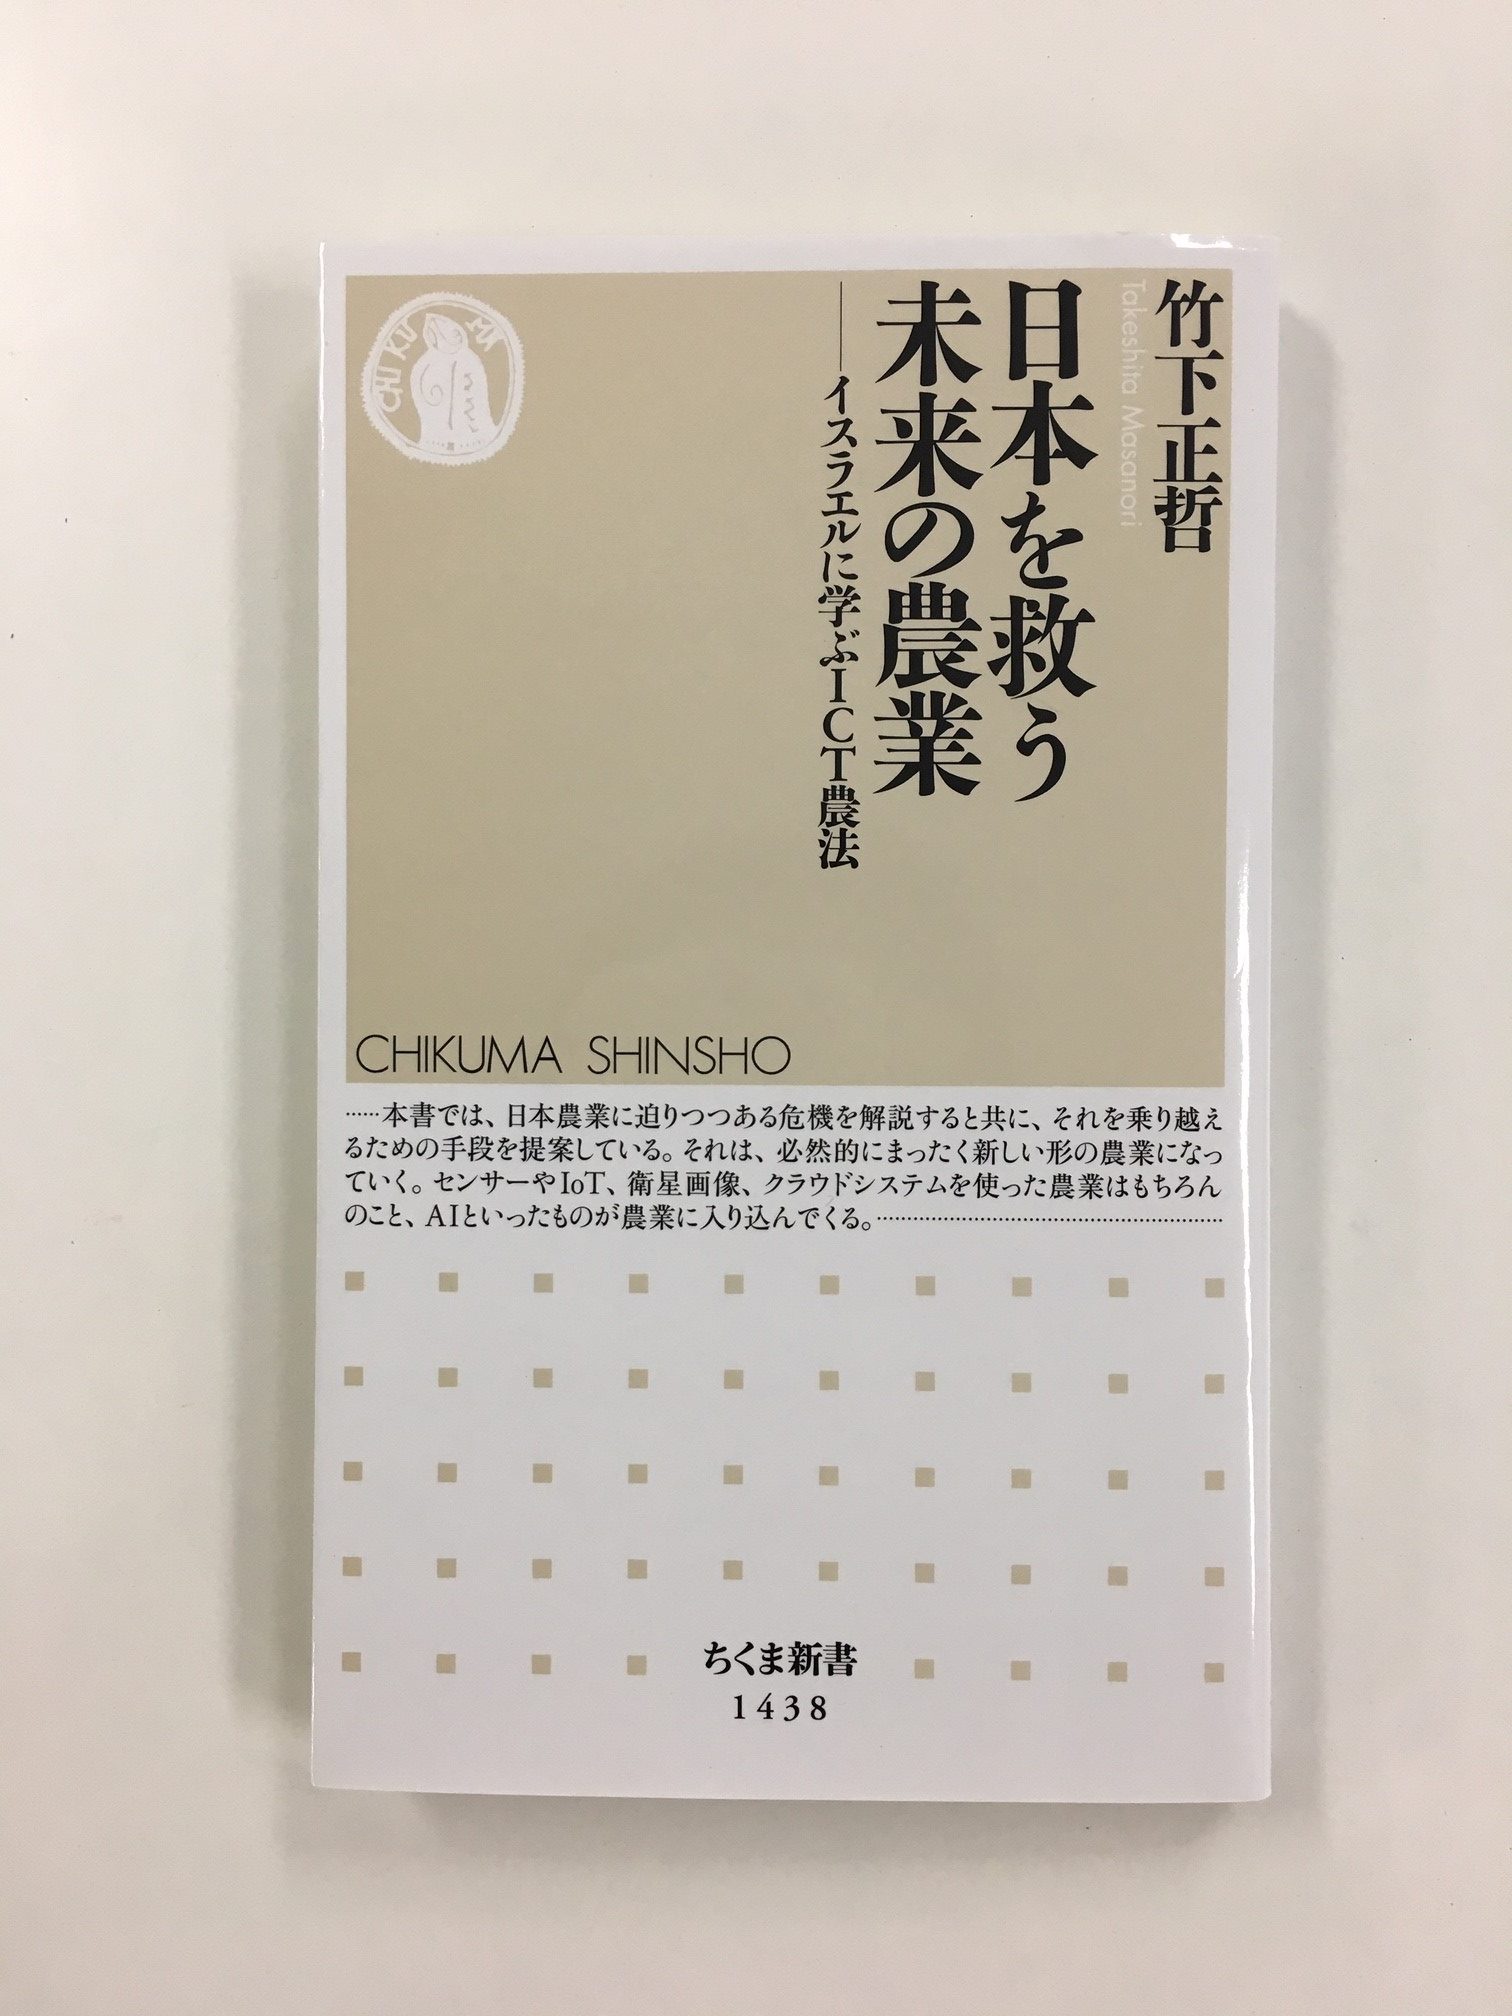 竹下正哲
Takeshita Masanori
日本を救う
未来の農業
――イスラエルに学ぶICT農法
CHIKUMA
CHIKUMA SHINSHO
……本書では、日本農業に迫りつつある危機を解説すると共に、それを乗り越え
るための手段を提案している。それは、必然的にまったく新しい形の農業になっ
ていく。センサーやIoT、衛星画像、クラウドシステムを使った農業はもちろん
のこと、AIといったものが農業に入り込んでくる。……………………………………
ちくま新書
1438